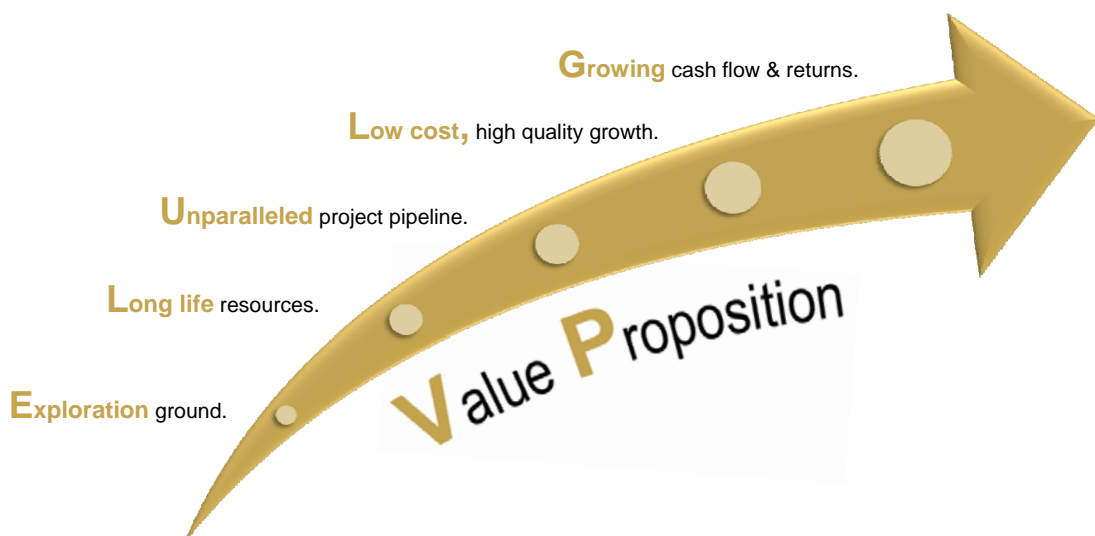 Growing cash flow & returns.
Low cost, high quality growth.
Unparalleled project pipeline.
Long life resources.
Exploration ground.
Value Proposition